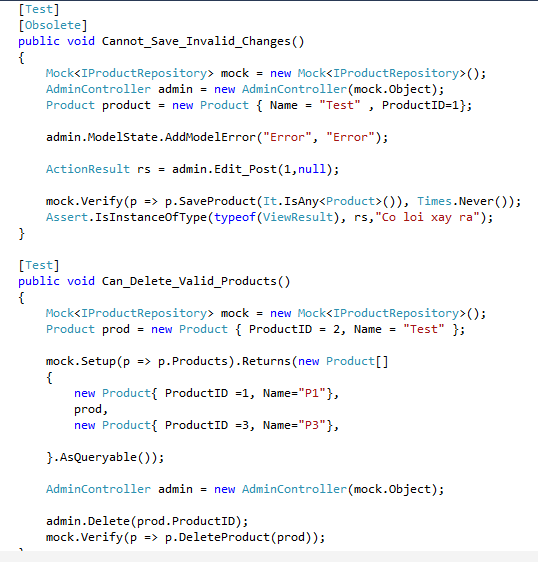 [Test]
[Obsolete]
public void Cannot_Save_Invalid_Changes()
{
    Mock<IProductRepository> mock = new Mock<IProductRepository>();
    AdminController admin = new AdminController(mock.Object);
    Product product = new Product { Name = "Test" , ProductID=1};

    admin.ModelState.AddModelError("Error", "Error");

    ActionResult rs = admin.Edit_Post(1,null);

    mock.Verify(p => p.SaveProduct(It.IsAny<Product>()), Times.Never());
    Assert.IsInstanceOfType(typeof(ViewResult), rs,"Co loi xay ra");
}

[Test]
public void Can_Delete_Valid_Products()
{
    Mock<IProductRepository> mock = new Mock<IProductRepository>();
    Product prod = new Product { ProductID = 2, Name = "Test" };

    mock.Setup(p => p.Products).Returns(new Product[]
    {
        new Product{ ProductID =1, Name="P1"},
        prod,
        new Product{ ProductID =3, Name="P3"},

    }.AsQueryable());

    AdminController admin = new AdminController(mock.Object);

    admin.Delete(prod.ProductID);
    mock.Verify(p => p.DeleteProduct(prod));